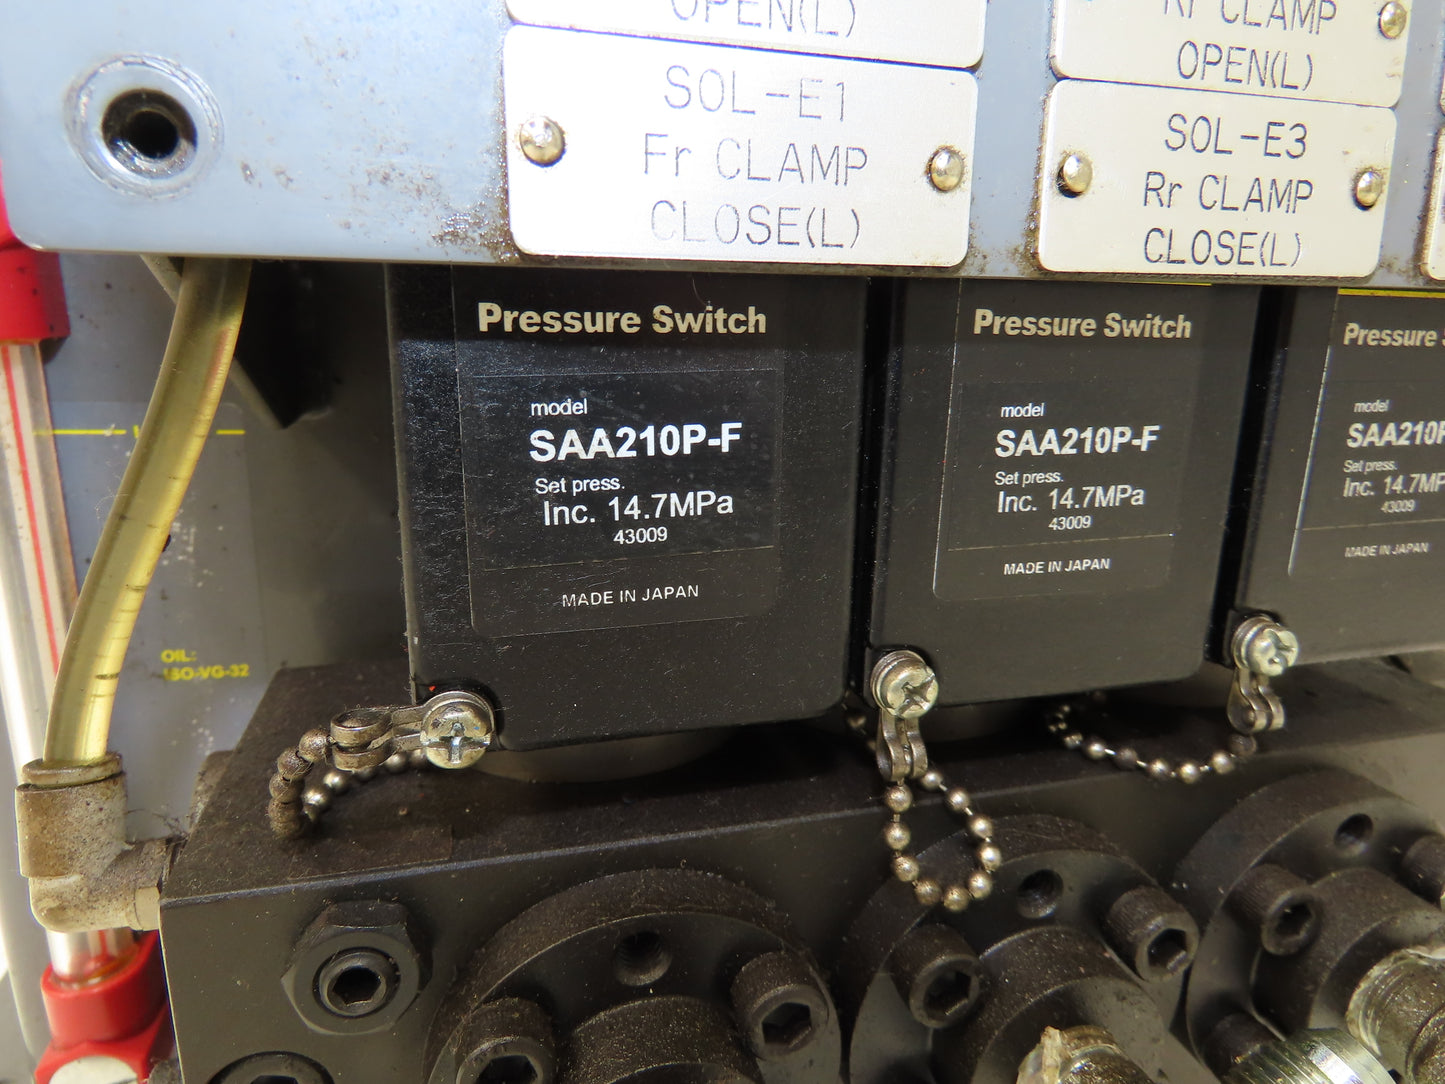 OPEN(L)
SOL-E1
Fr CLAMP
CLOSE(L)
Rr CLAMP
OPEN(L)
SOL-E3
Rr CLAMP
CLOSE(L)
Pressure Switch
model
SAA210P-F
Set press.
Inc. 14.7MPa
43009
MADE IN JAPAN
Pressure Switch
model
SAA210P-F
Set press.
Inc. 14.7MPa
43009
MADE IN JAPAN
Pressure
model
SAA210P
Set press.
Inc. 14.7MP
43009
MADE IN JAPAN
OIL:
ISO-VG-32